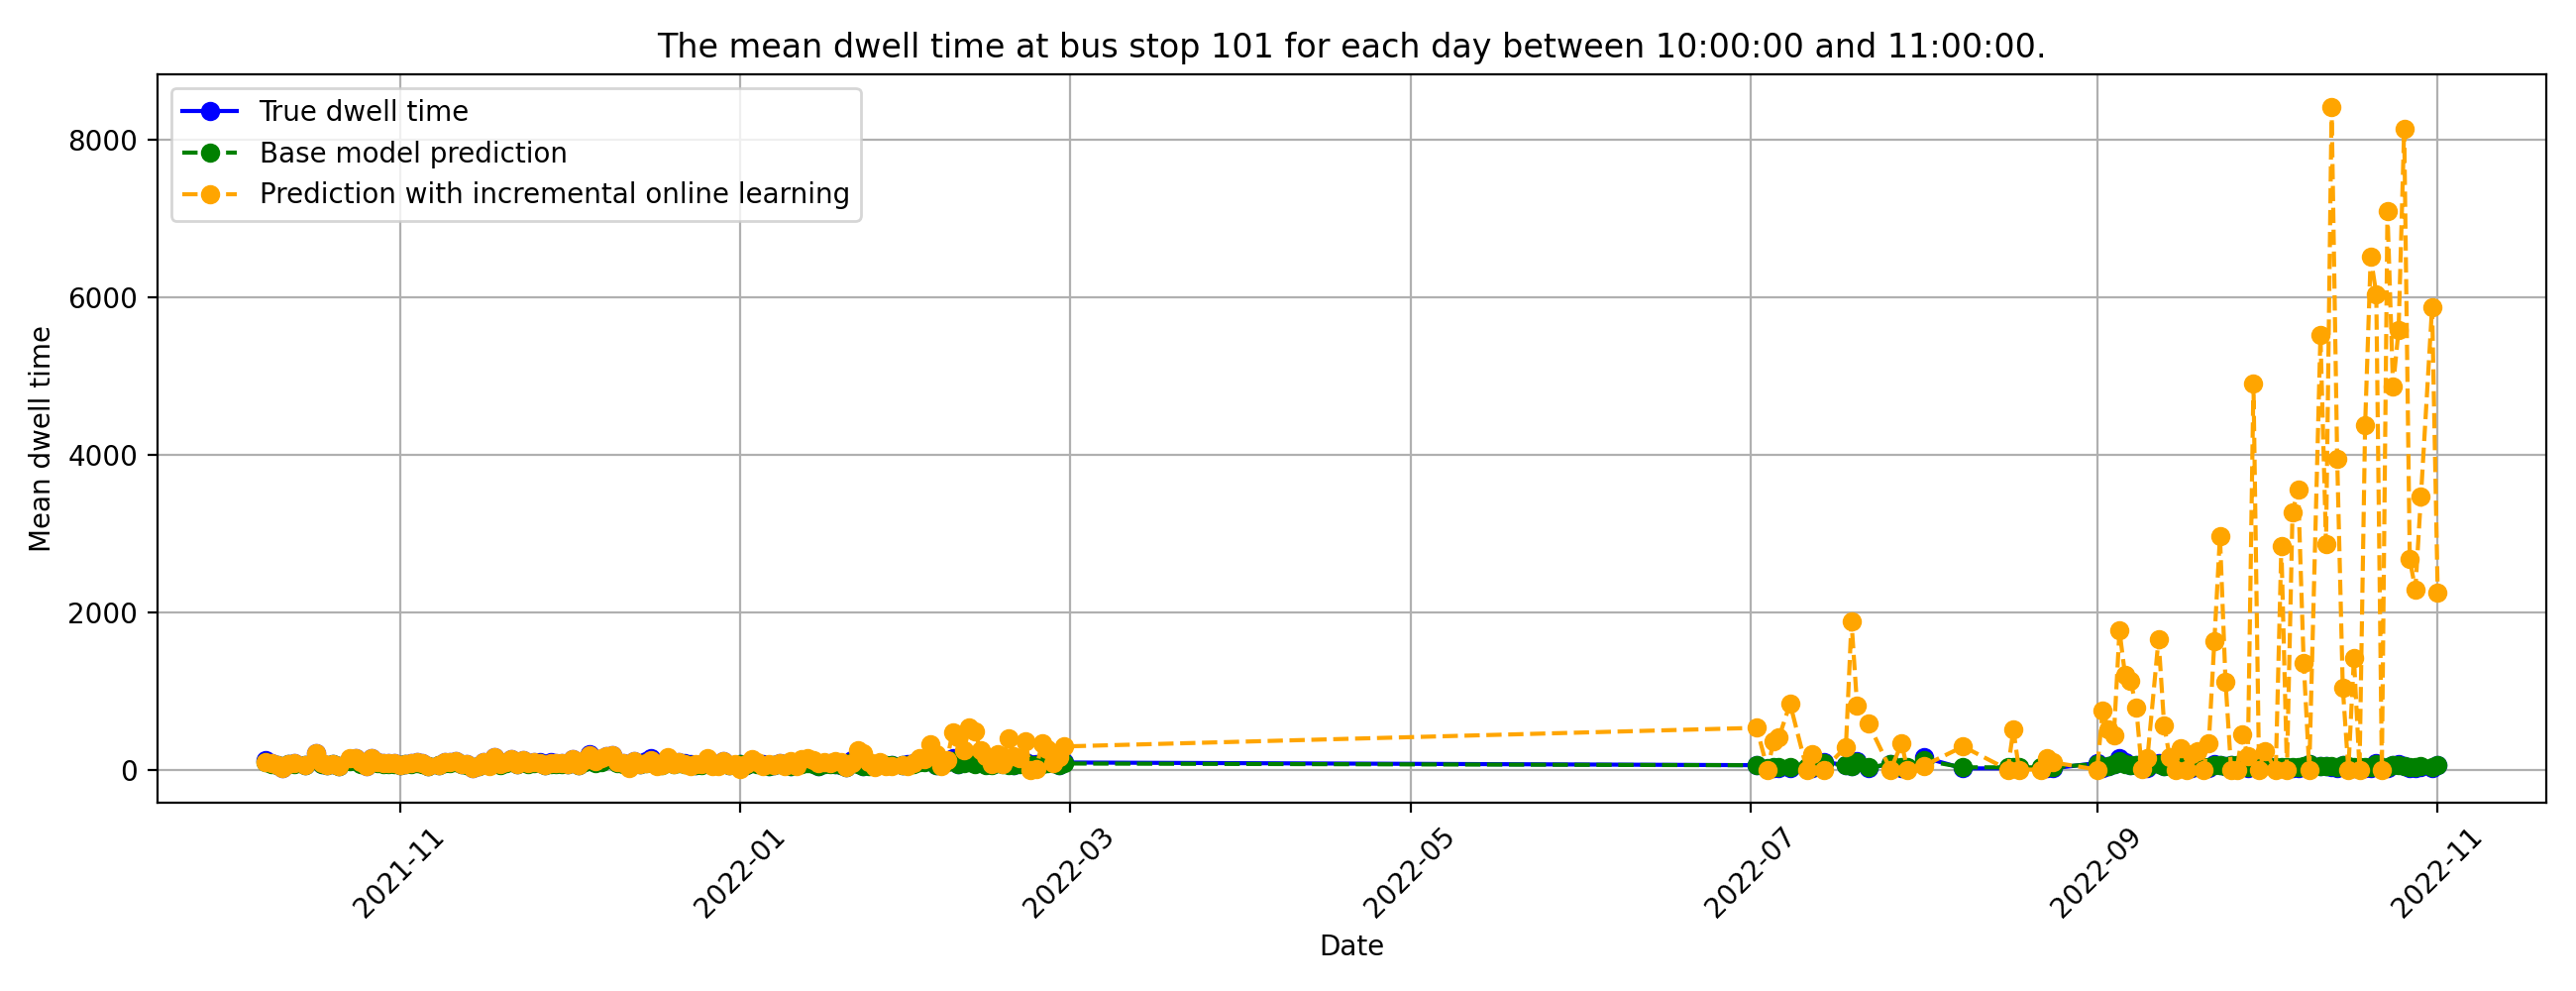 The mean dwell time at bus stop 101 for each day between 10:00:00 and 11:00:00.
True dwell time
Base model prediction
Prediction with incremental online learning
8000
6000
4000
2000
0
Mean dwell time
2021-11
2022-01
2022-03
2022-05
2022-07
2022-09
2022-11
Date